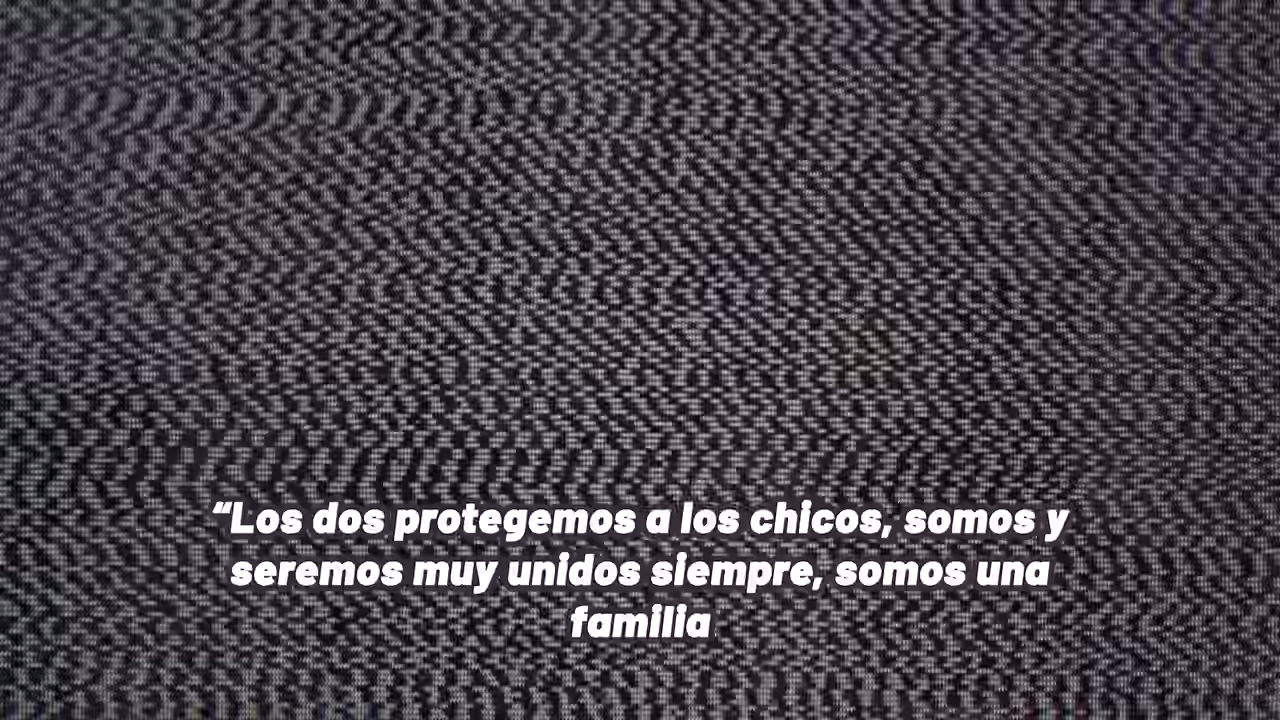 “Los dos protegemos a los chicos, somos y
seremos muy unidos siempre, somos una
familia